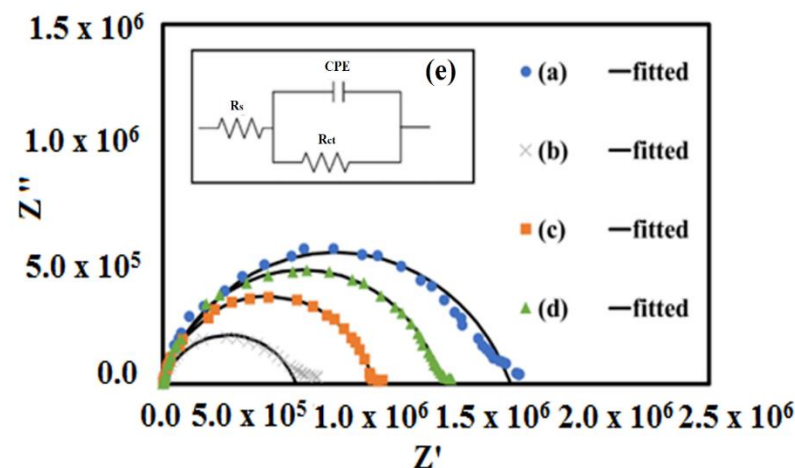 1.5 x 10⁶
1.0 x 10⁶
5.0 x 10⁵
0.0
Z''
(e)
CPE
Rs
Rct
(a) —fitted
(b) —fitted
(c) —fitted
(d) —fitted
0.0 5.0 x 10⁵ 1.0 x 10⁶ 1.5 x 10⁶ 2.0 x 10⁶ 2.5 x 10⁶
Z'